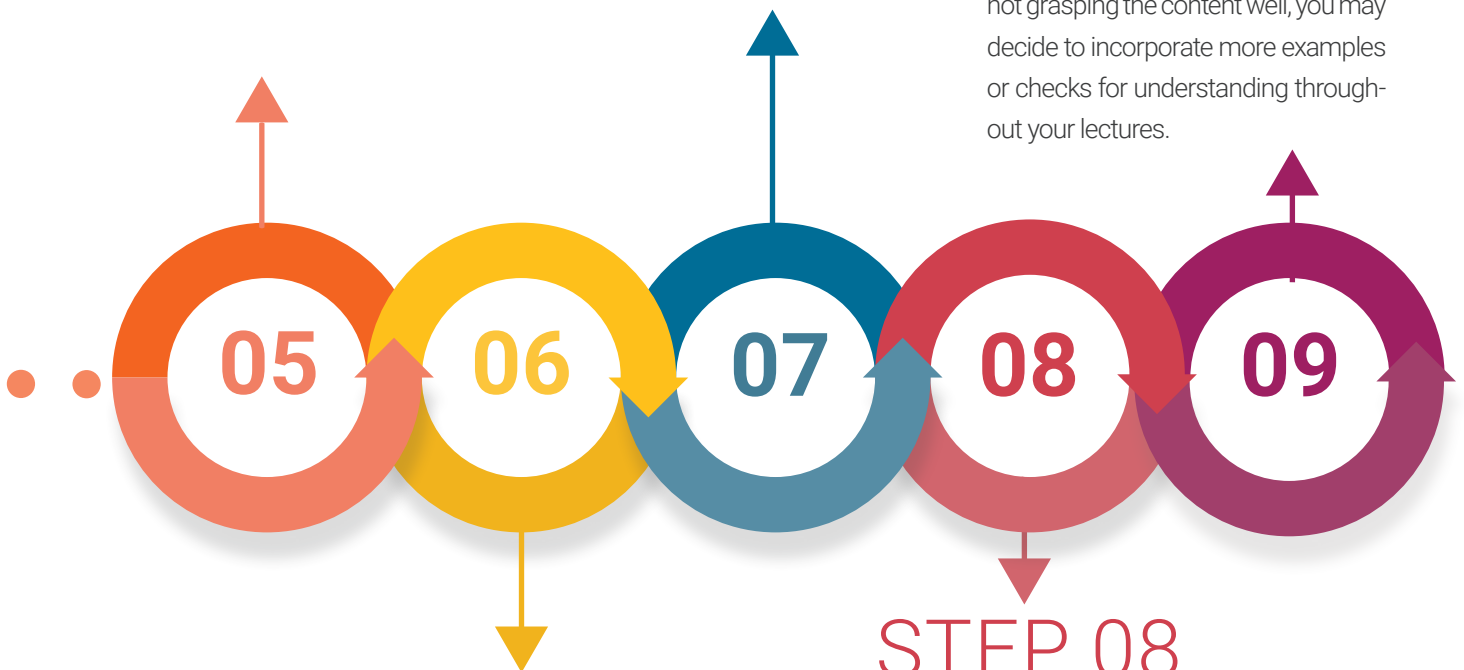 not grasping the content well, you may
decide to incorporate more examples
or checks for understanding through-
out your lectures.
05
06
07
08
09
STEP 08